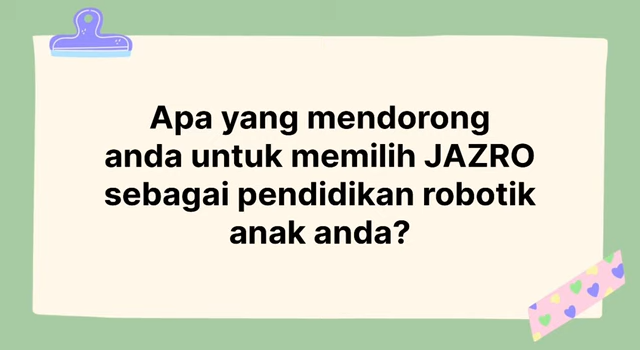 Apa yang mendorong
anda untuk memilih JAZRO
sebagai pendidikan robotik
anak anda?